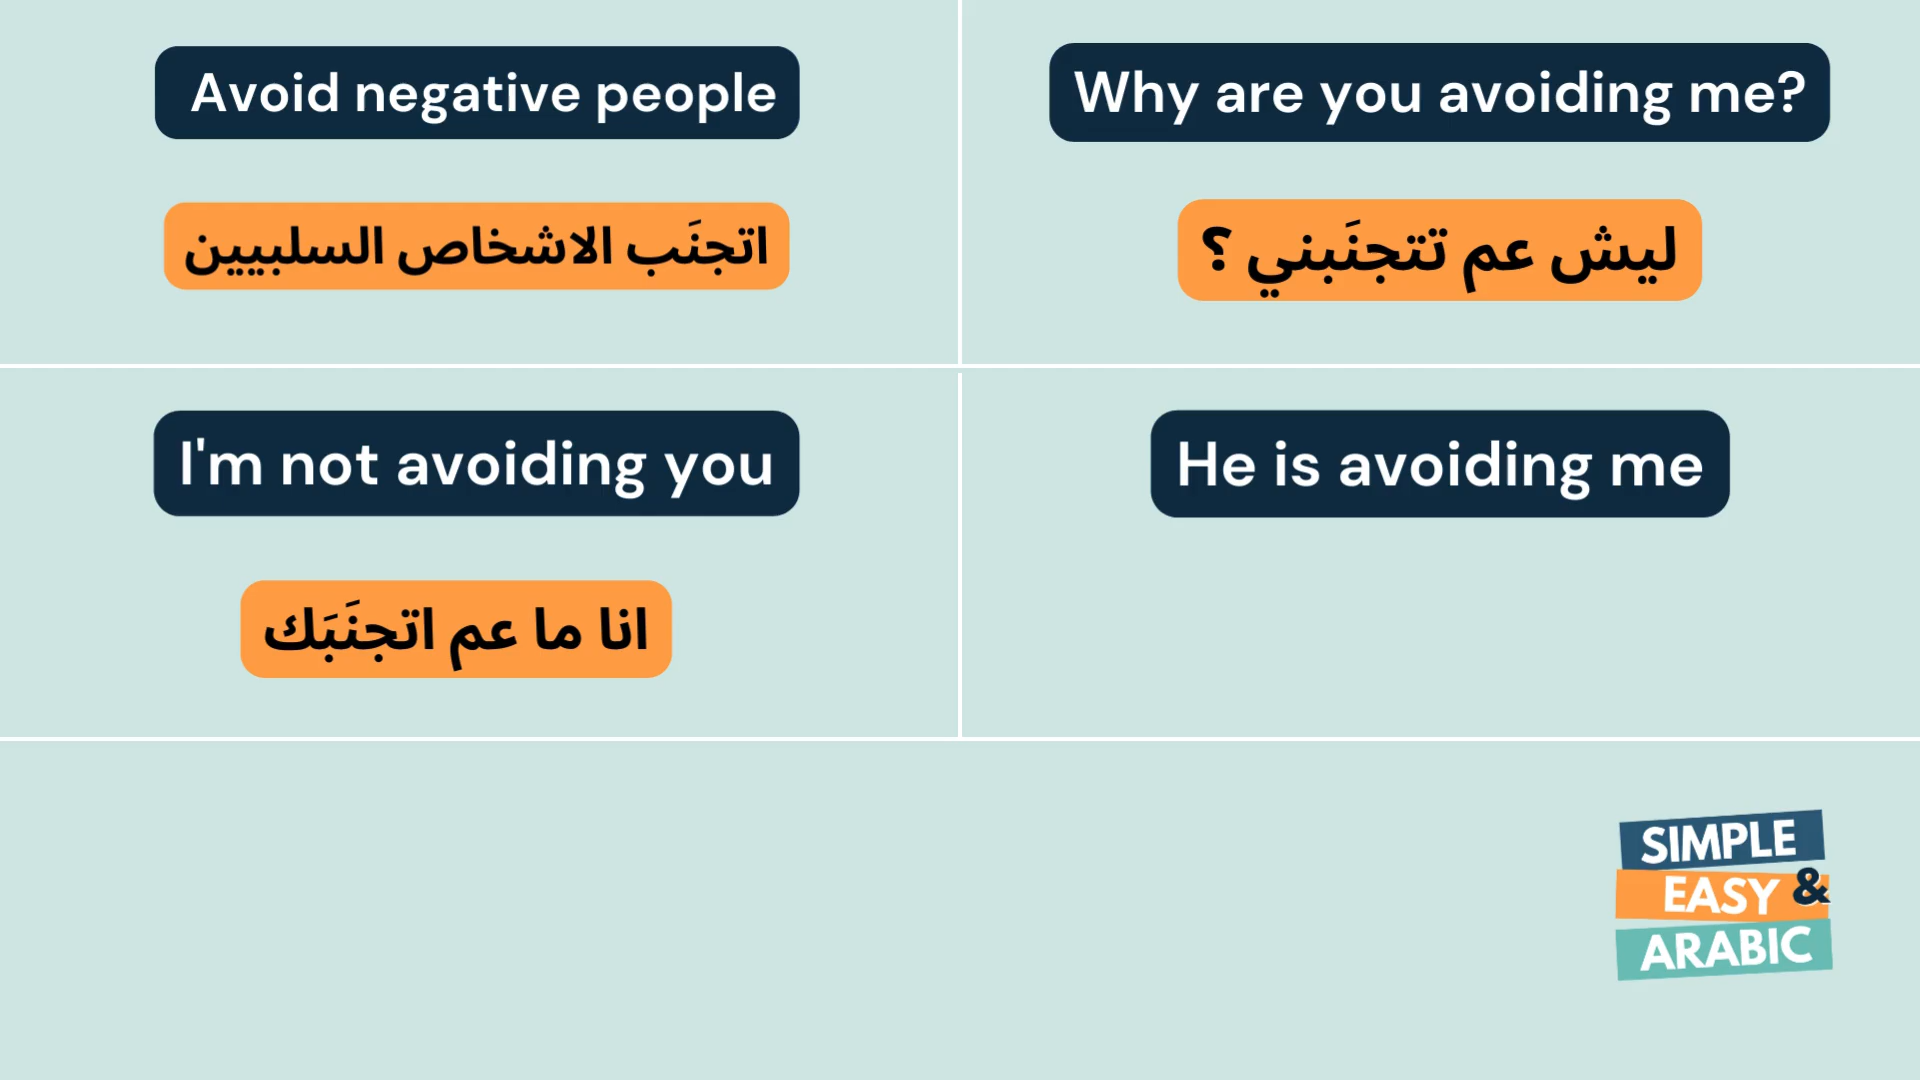 Avoid negative people
اتجنَب الاشخاص السلبيين
Why are you avoiding me?
ليش عم تتجنَبني ؟
I'm not avoiding you
انا ما عم اتجنَبَك
He is avoiding me
SIMPLE
EASY &
ARABIC